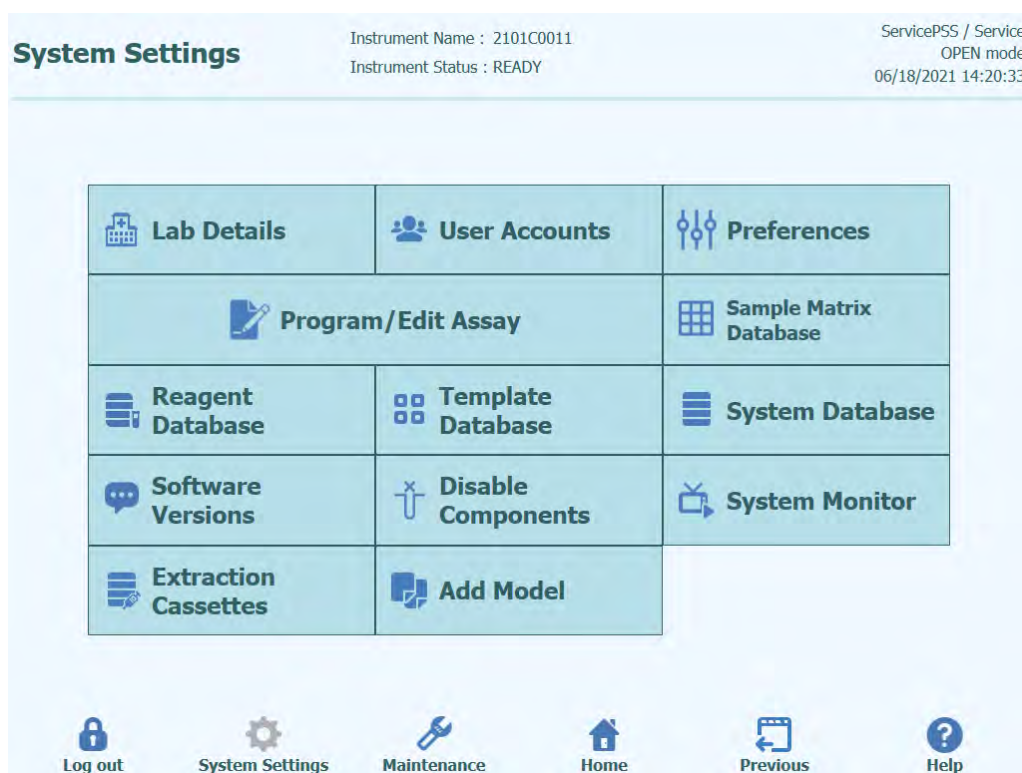 System Settings
Instrument Name : 2101C0011
Instrument Status : READY
ServicePSS / Service
OPEN mode
06/18/2021 14:20:33
Lab Details
User Accounts
Preferences
Program/Edit Assay
Sample Matrix
Database
Reagent
Database
Template
Database
System Database
Software
Versions
Disable
Components
System Monitor
Extraction
Cassettes
Add Model
Log out
System Settings
Maintenance
Home
Previous
Help